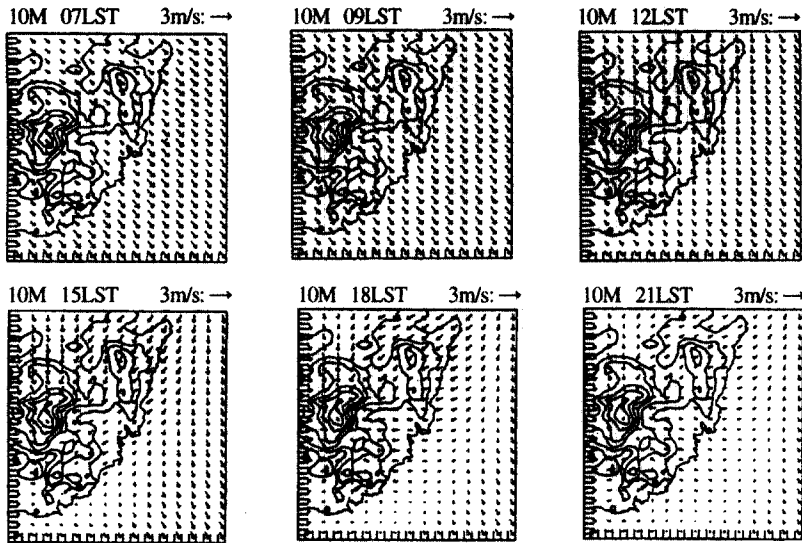 10M 07LST 3m/s: →
10M 09LST 3m/s: →
10M 12LST 3m/s: →
10M 15LST 3m/s: →
10M 18LST 3m/s: →
10M 21LST 3m/s: →